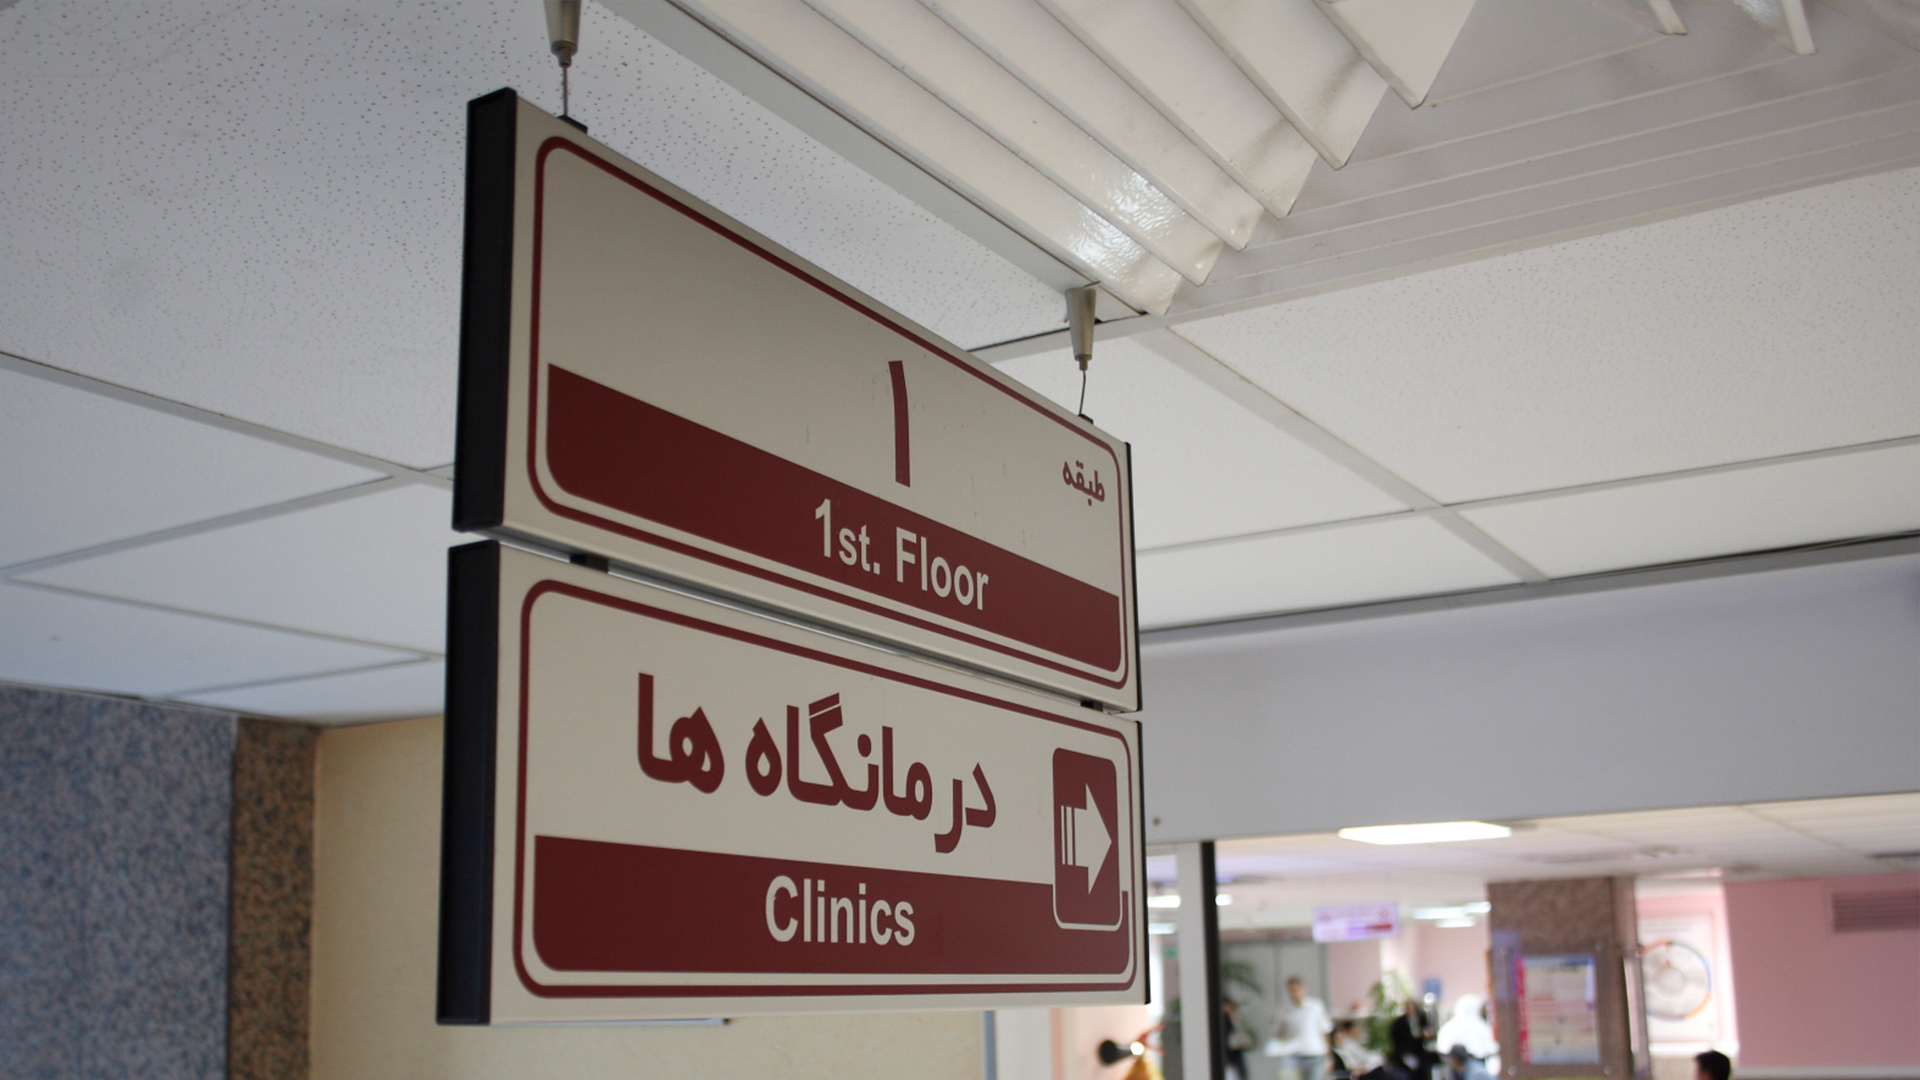 طبقه
۱
1st. Floor
درمانگاه ها
Clinics